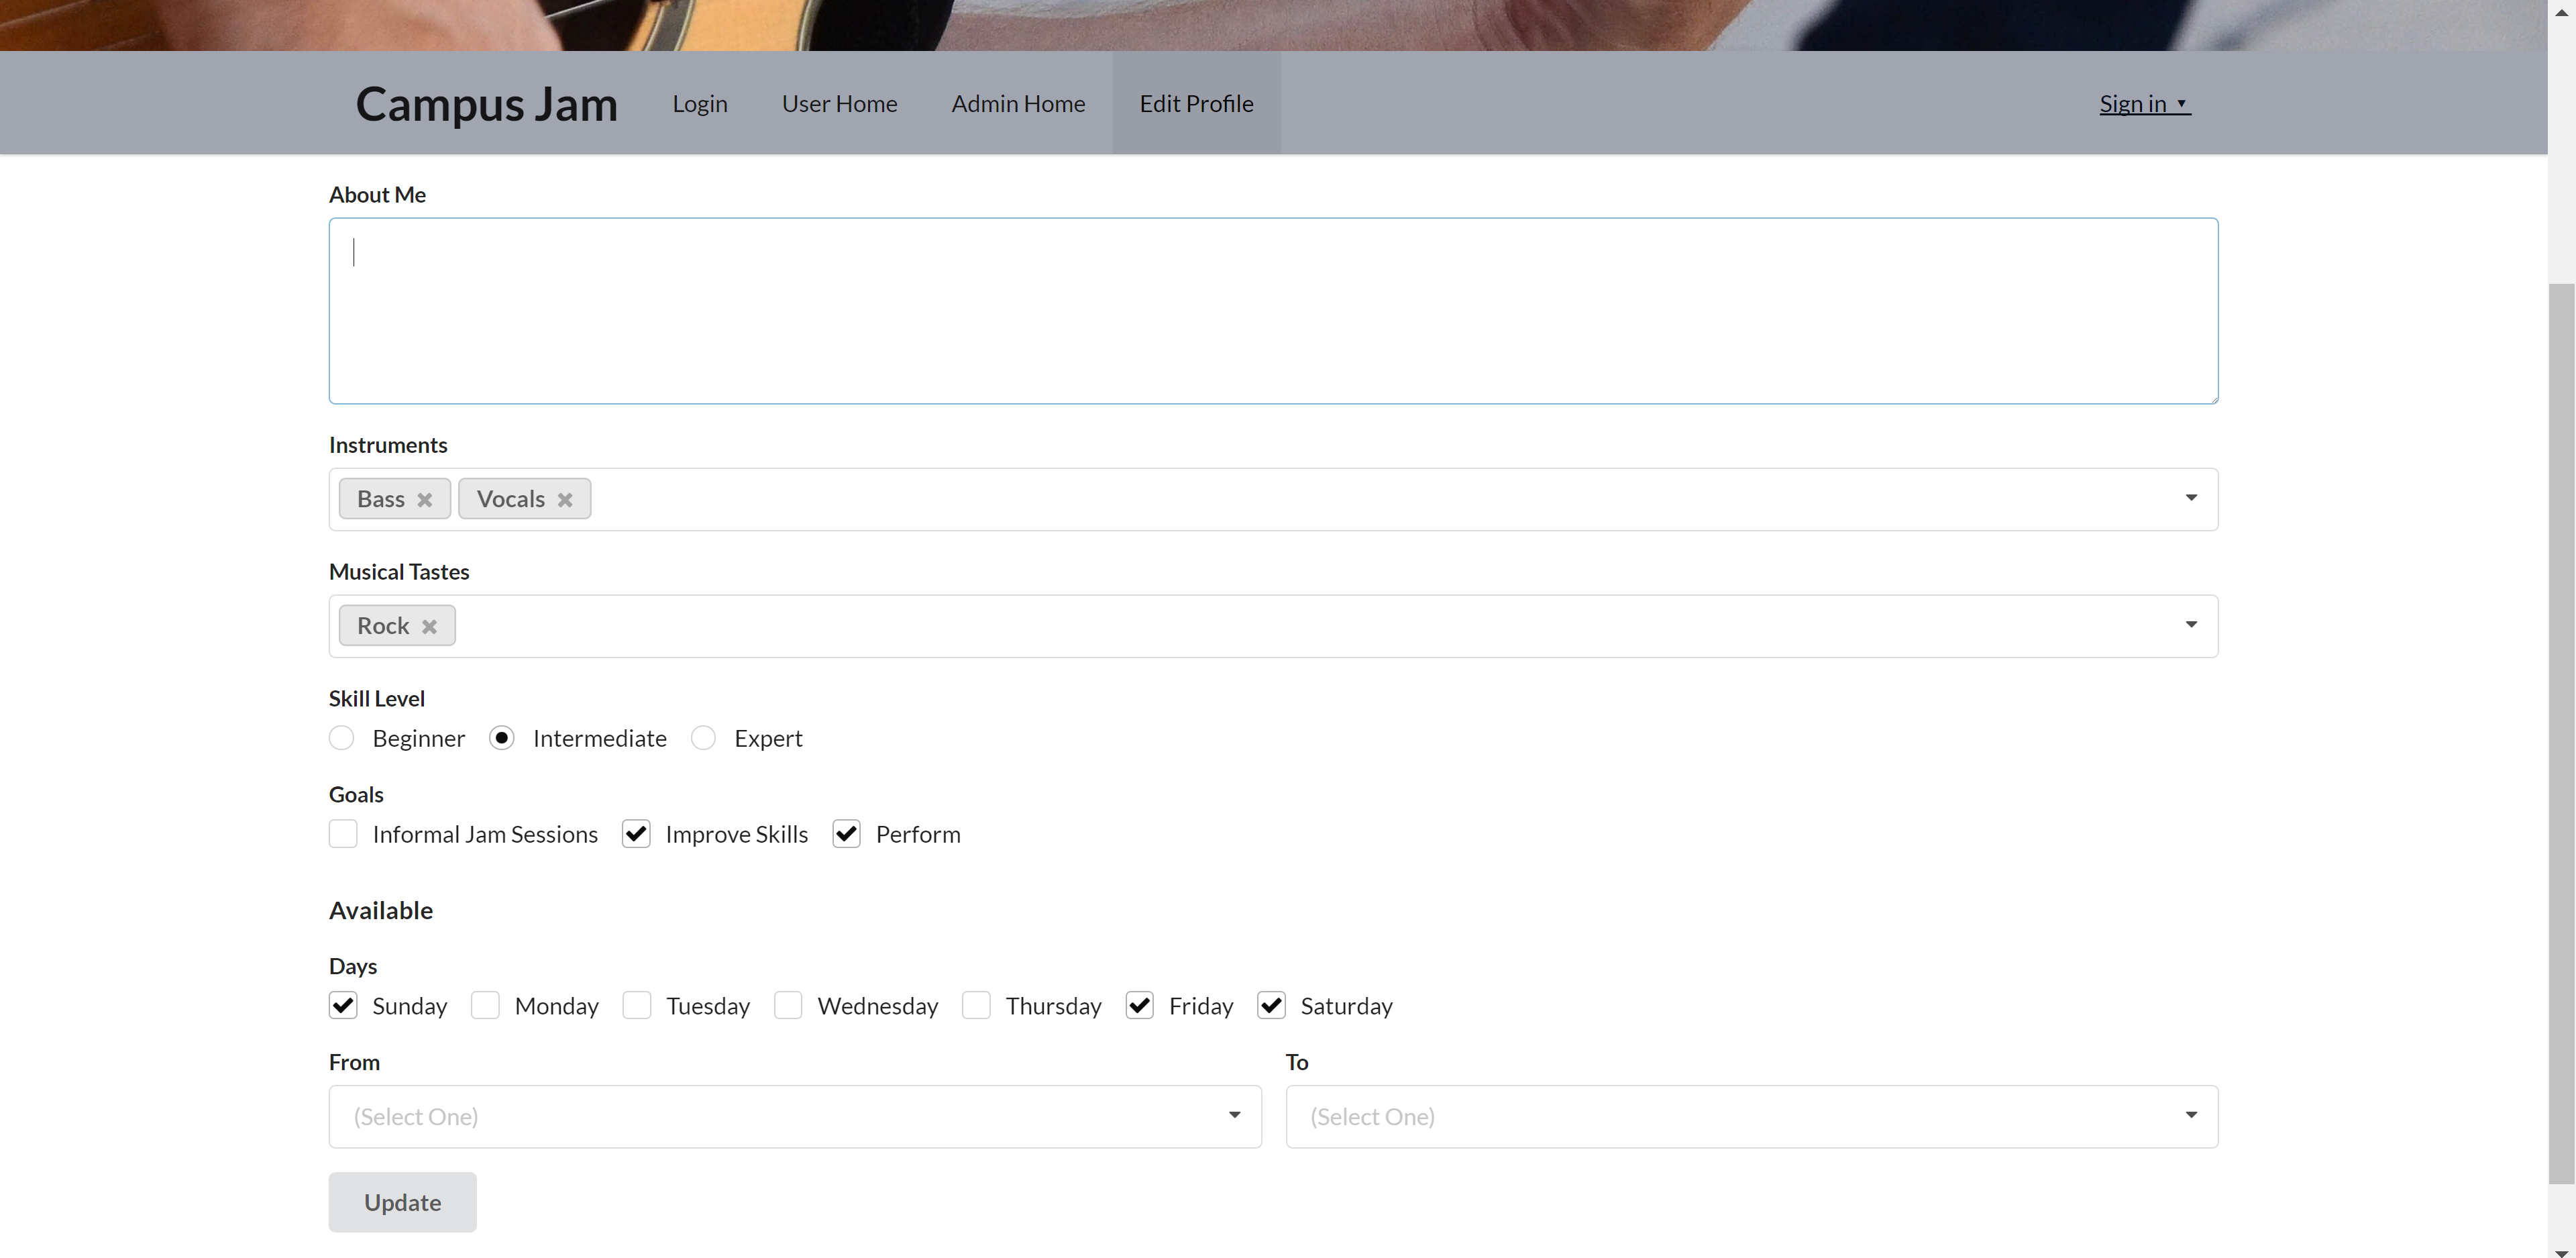 Campus Jam Login User Home Admin Home Edit Profile Sign in
About Me
Instruments
Bass Vocals
Musical Tastes
Rock
Skill Level
Beginner Intermediate Expert
Goals
Informal Jam Sessions Improve Skills Perform
Available
Days
Sunday Monday Tuesday Wednesday Thursday Friday Saturday
From To
(Select One) (Select One)
Update